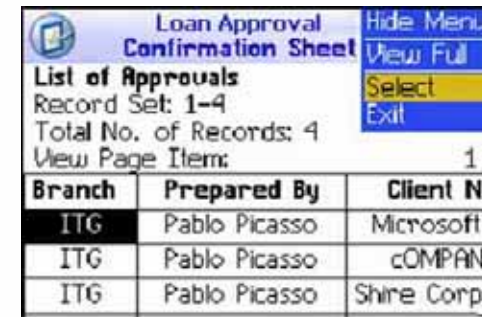 Loan Approval
Confirmation Sheet
Hide Menu
View Full
Select
Exit
List of Approvals
Record Set: 1-4
Total No. of Records: 4
View Page Item: 1
Branch Prepared By Client N
ITG Pablo Picasso Microsoft
ITG Pablo Picasso cOMPAN
ITG Pablo Picasso Shire Corp